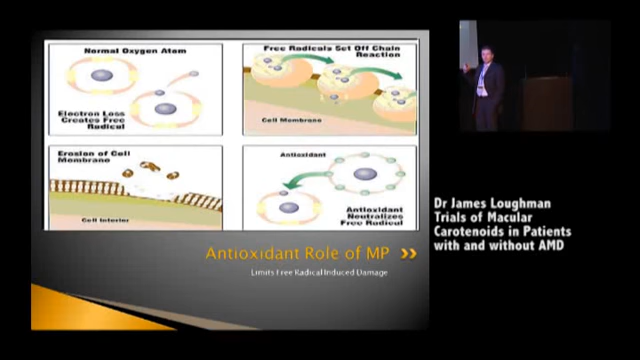 Normal Oxygen Atom
Electron Loss
Creates Free
Radical
Free Radicals Set Off Chain
Reaction
Cell Membrane
Erosion of Cell
Membrane
Cell Interior
Antioxidant
Antioxidant
Neutralizes
Free Radical
Antioxidant Role of MP
Limits Free Radical Induced Damage
Dr James Loughman
Trials of Macular
Carotenoids in Patients
with and without AMD